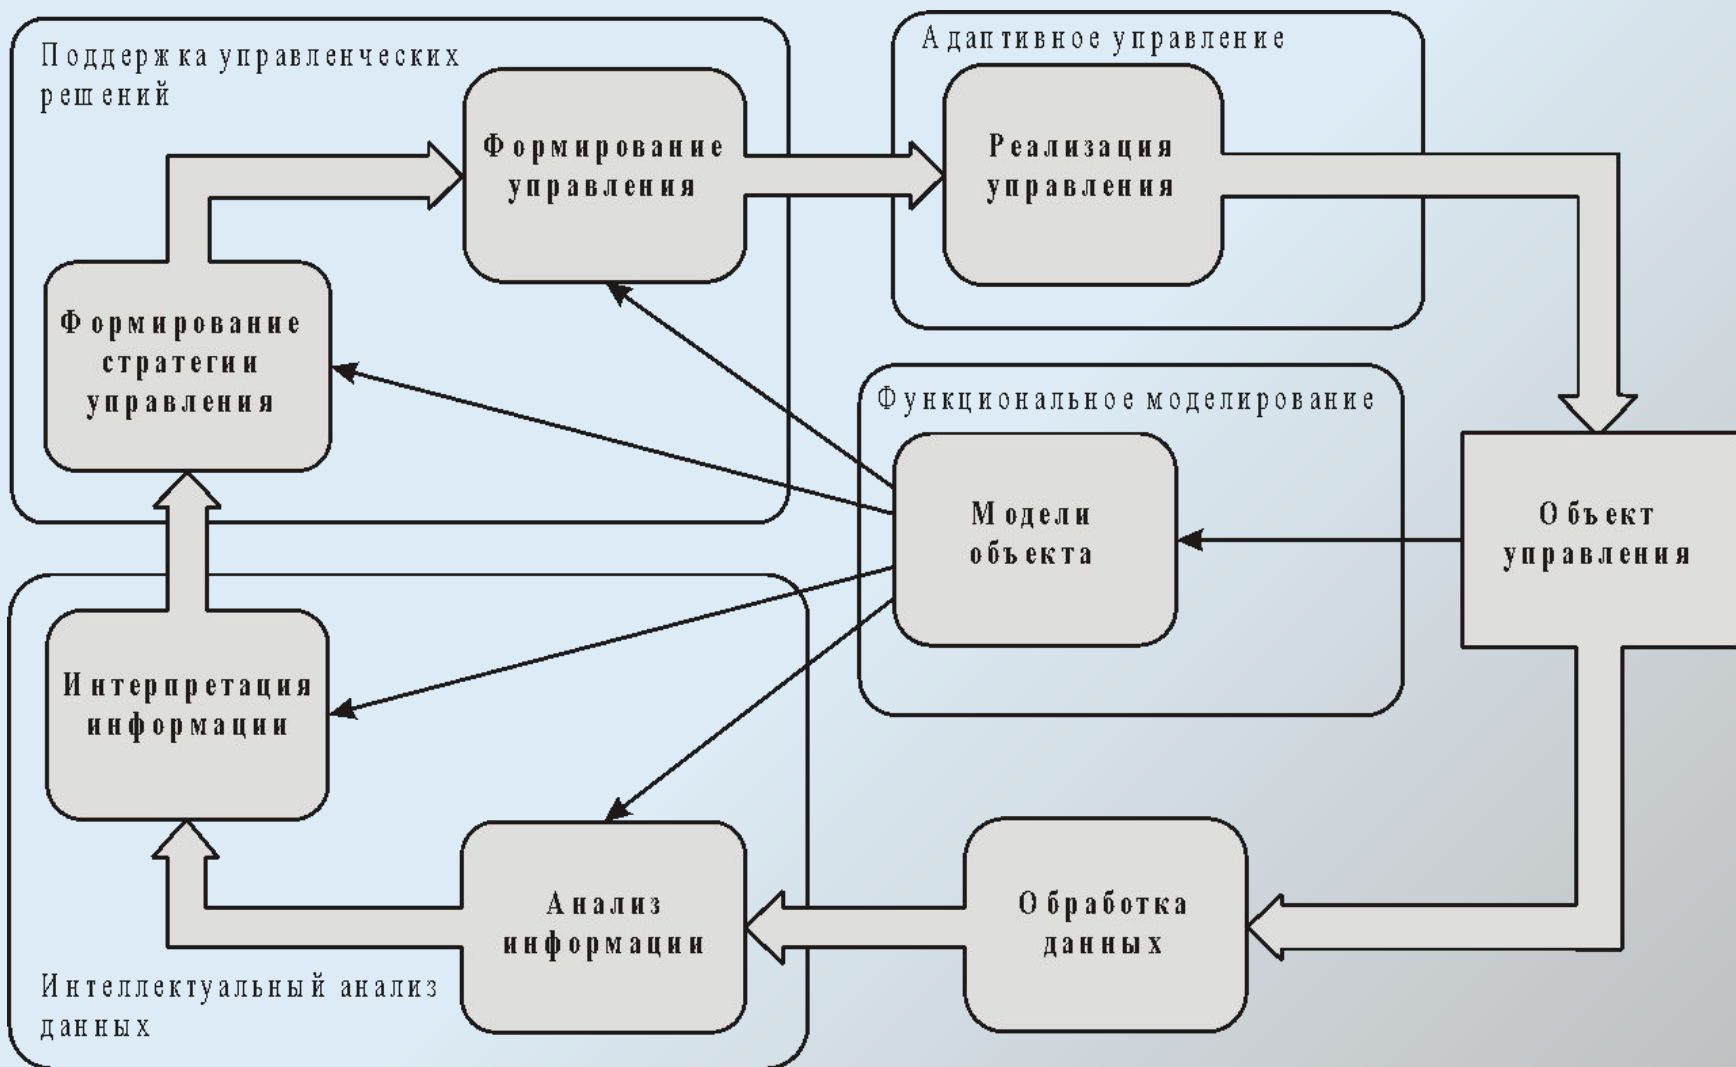 Поддержка управленческих
решений
Адаптивное управление
Формирование
управления
Реализация
управления
Формирование
стратегии
управления
Функциональное моделирование
Модели
объекта
Объект
управления
Интерпретация
информации
Анализ
информации
Обработка
данных
Интеллектуальный анализ
данных